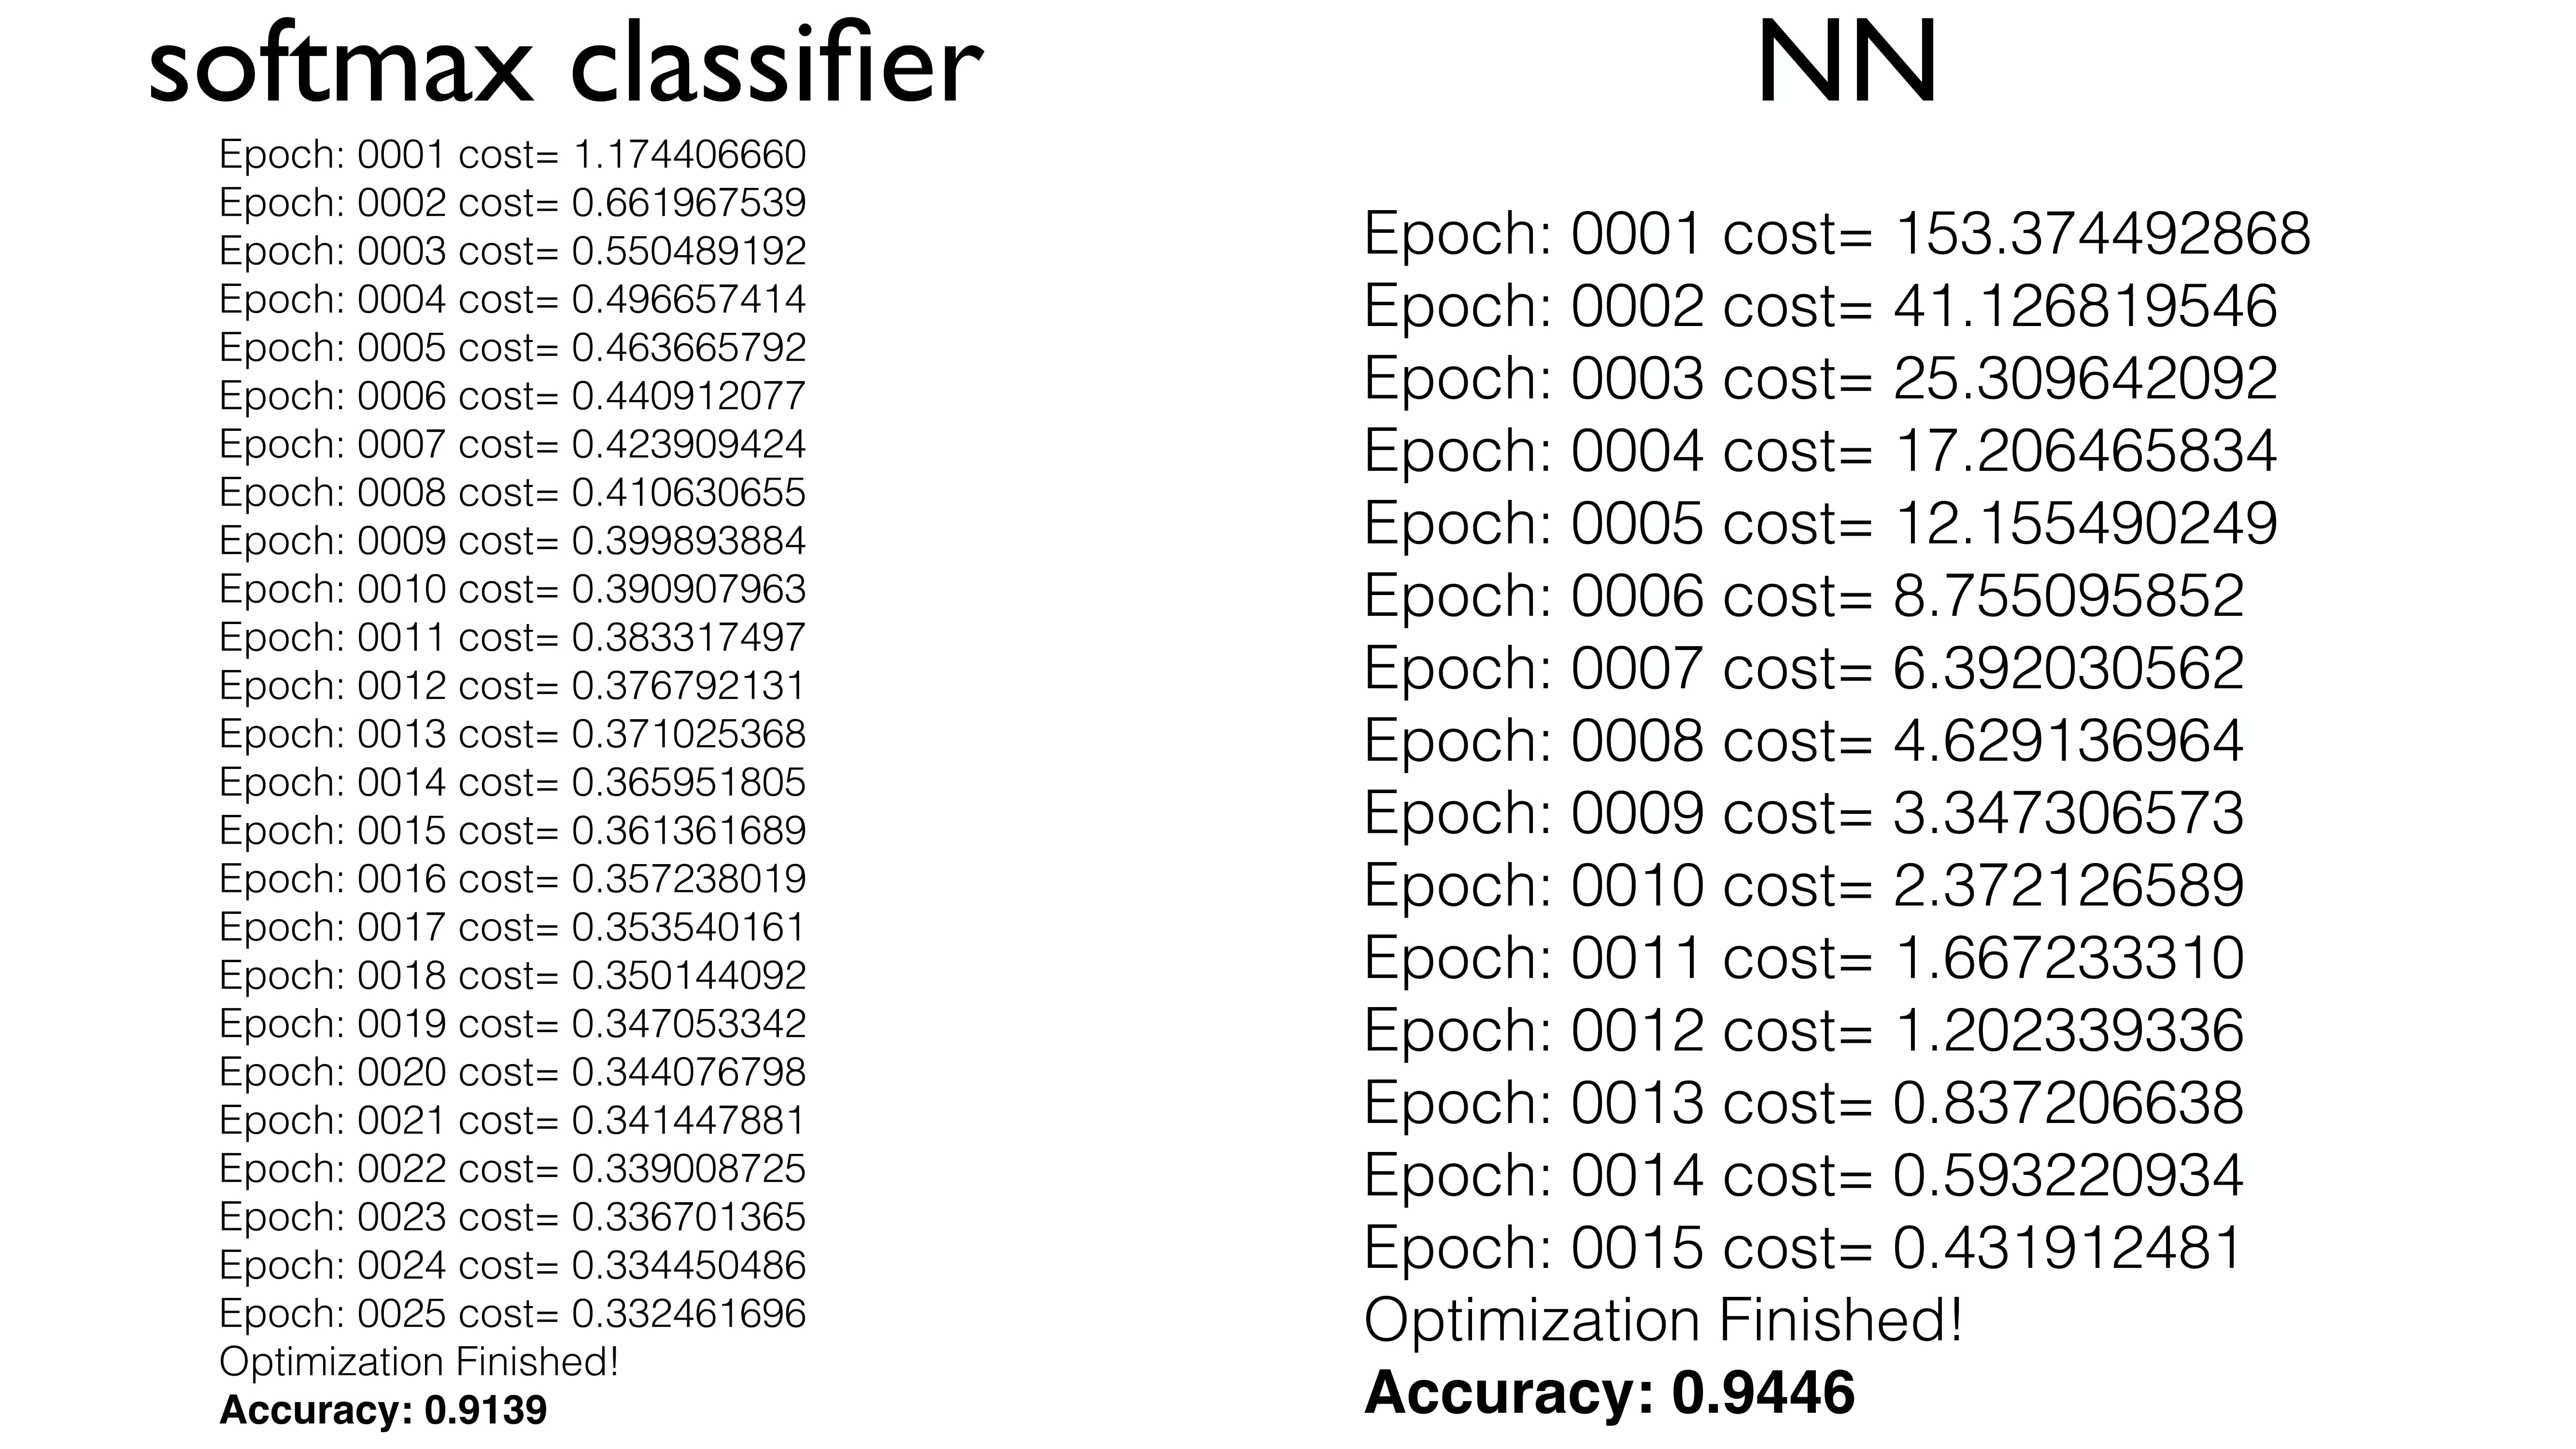 softmax classifier
Epoch: 0001 cost= 1.174406660
Epoch: 0002 cost= 0.661967539
Epoch: 0003 cost= 0.550489192
Epoch: 0004 cost= 0.496657414
Epoch: 0005 cost= 0.463665792
Epoch: 0006 cost= 0.440912077
Epoch: 0007 cost= 0.423909424
Epoch: 0008 cost= 0.410630655
Epoch: 0009 cost= 0.399893884
Epoch: 0010 cost= 0.390907963
Epoch: 0011 cost= 0.383317497
Epoch: 0012 cost= 0.376792131
Epoch: 0013 cost= 0.371025368
Epoch: 0014 cost= 0.365951805
Epoch: 0015 cost= 0.361361689
Epoch: 0016 cost= 0.357238019
Epoch: 0017 cost= 0.353540161
Epoch: 0018 cost= 0.350144092
Epoch: 0019 cost= 0.347053342
Epoch: 0020 cost= 0.344076798
Epoch: 0021 cost= 0.341447881
Epoch: 0022 cost= 0.339008725
Epoch: 0023 cost= 0.336701365
Epoch: 0024 cost= 0.334450486
Epoch: 0025 cost= 0.332461696
Optimization Finished!
Accuracy: 0.9139
NN
Epoch: 0001 cost= 153.374492868
Epoch: 0002 cost= 41.126819546
Epoch: 0003 cost= 25.309642092
Epoch: 0004 cost= 17.206465834
Epoch: 0005 cost= 12.155490249
Epoch: 0006 cost= 8.755095852
Epoch: 0007 cost= 6.392030562
Epoch: 0008 cost= 4.629136964
Epoch: 0009 cost= 3.347306573
Epoch: 0010 cost= 2.372126589
Epoch: 0011 cost= 1.667233310
Epoch: 0012 cost= 1.202339336
Epoch: 0013 cost= 0.837206638
Epoch: 0014 cost= 0.593220934
Epoch: 0015 cost= 0.431912481
Optimization Finished!
Accuracy: 0.9446